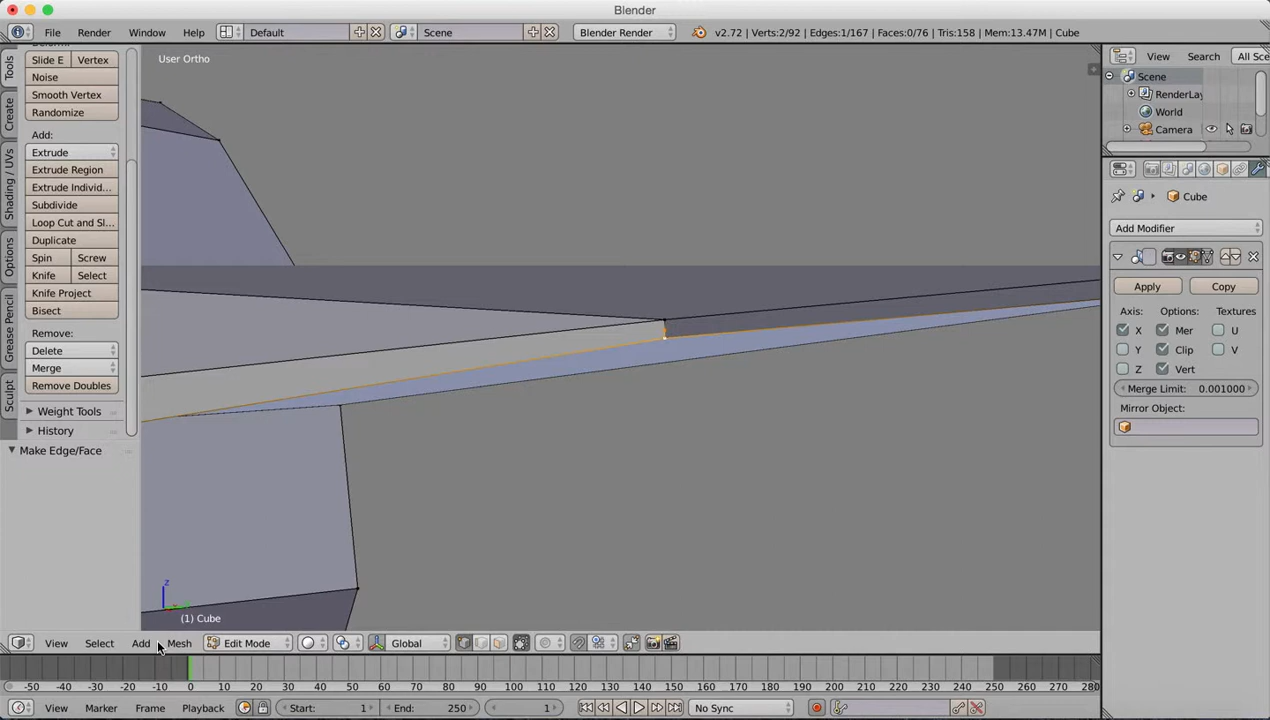 Blender
File Render Window Help Default Scene Blender Render v2.72 | Verts:2/92 | Edges:1/167 | Faces:0/76 | Tris:158 | Mem:13.47M | Cube
Tools
Create
Shading / UVs
Options
Grease Pencil
Sculpt
Slide E Vertex
Noise
Smooth Vertex
Randomize
Add:
Extrude
Extrude Region
Extrude Individ...
Subdivide
Loop Cut and Sl...
Duplicate
Spin Screw
Knife Select
Knife Project
Bisect
Remove:
Delete
Merge
Remove Doubles
Weight Tools
History
Make Edge/Face
User Ortho
z
(1) Cube
View Search All Sce
Scene
RenderLay
World
Camera
Cube
Add Modifier
Apply Copy
Axis: Options: Textures
X Mer U
Y Clip V
Z Vert
Merge Limit: 0.001000
Mirror Object:
View Select Add Mesh Edit Mode Global
-50 -40 -30 -20 -10 0 10 20 30 40 50 60 70 80 90 100 110 120 130 140 150 160 170 180 190 200 210 220 230 240 250 260 270 280
View Marker Frame Playback Start: 1 End: 250 1 No Sync